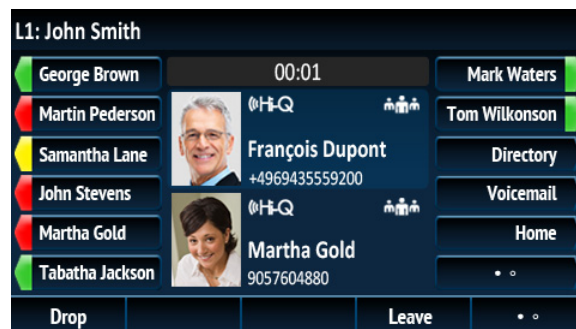 L1: John Smith
George Brown
Martin Pederson
Samantha Lane
John Stevens
Martha Gold
Tabatha Jackson
00:01
Hi-Q
François Dupont
+4969435559200
Hi-Q
Martha Gold
9057604880
Mark Waters
Tom Wilkonson
Directory
Voicemail
Home
Drop
Leave